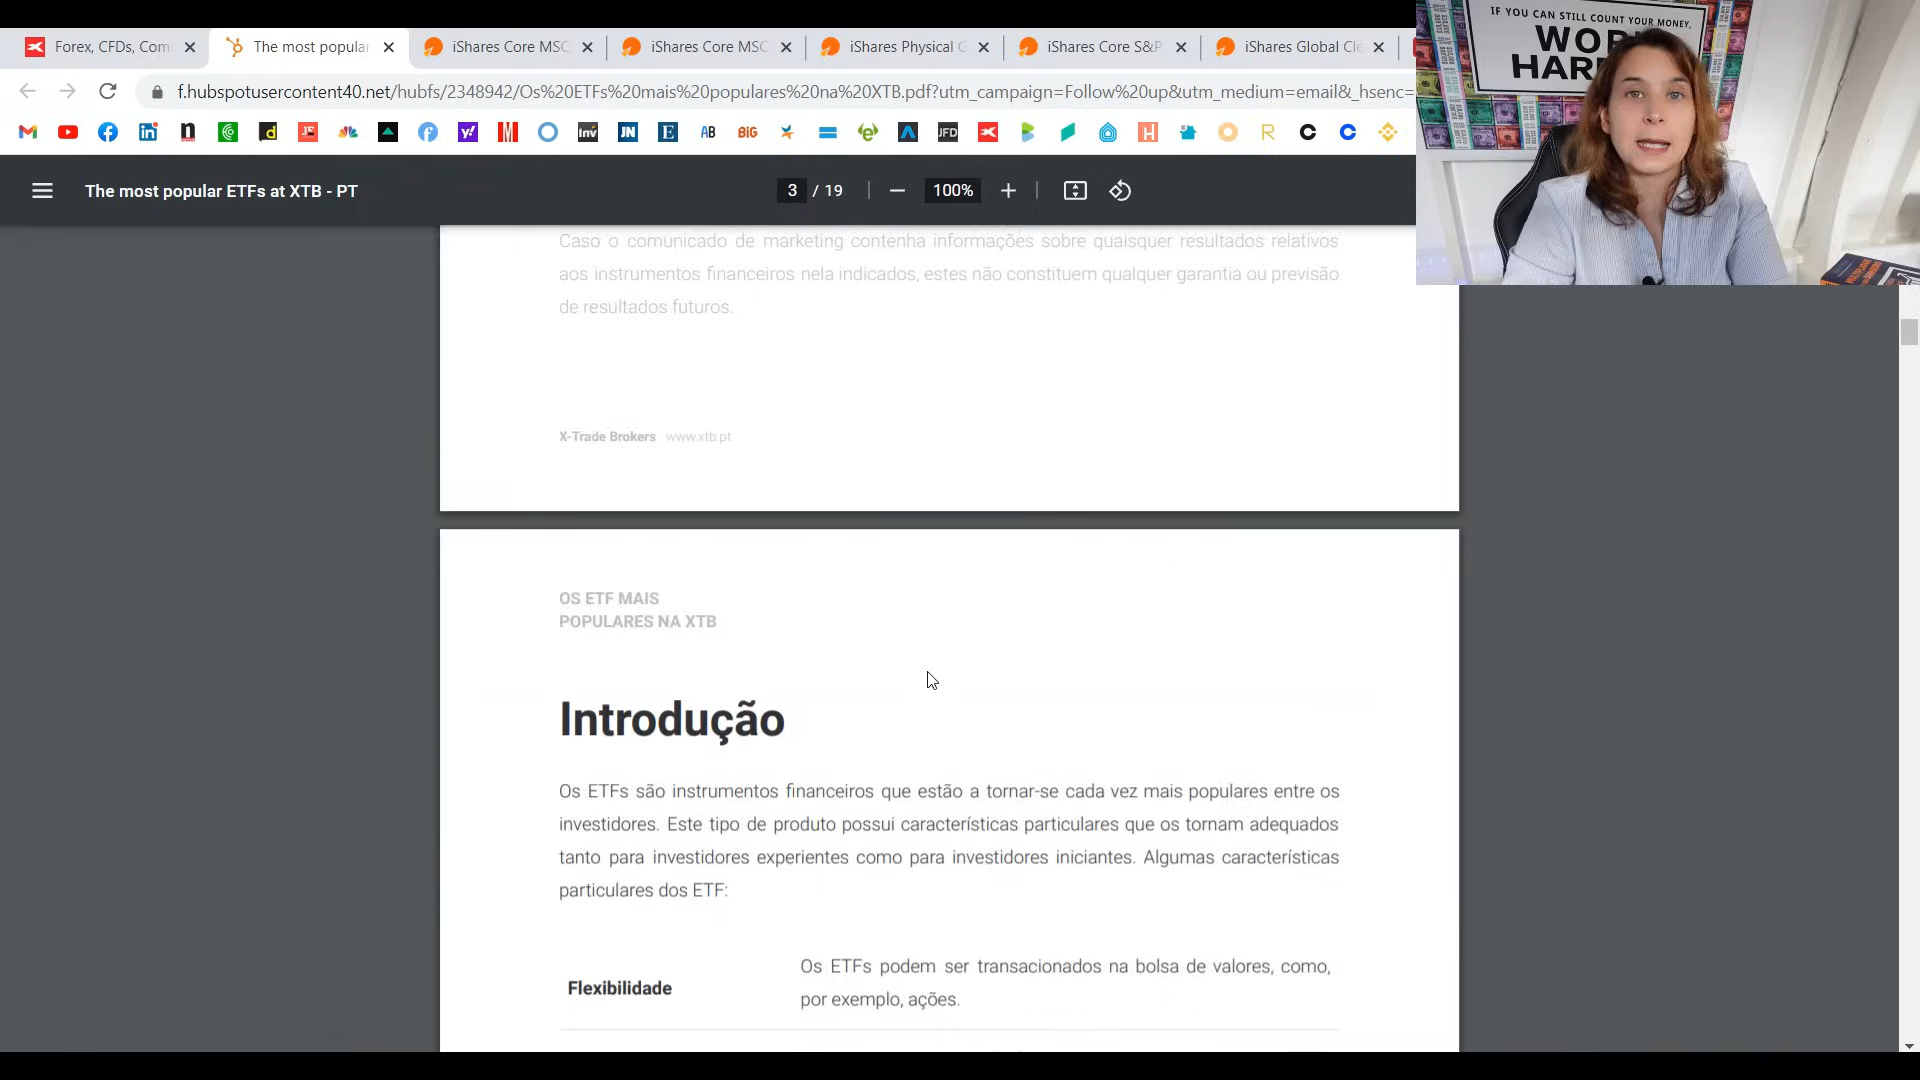 Forex, CFDs, Com
The most popula
iShares Core MSC
iShares Core MSC
iShares Physical G
iShares Core S&P
iShares Global Cle
IF YOU CAN STILL COUNT YOUR MONEY,
WOR
HAR
f.hubspotusercontent40.net/hubfs/2348942/Os%20ETFs%20mais%20populares%20na%20XTB.pdf?utm_campaign=Follow%20up&utm_medium=email&_hsenc=
The most popular ETFs at XTB - PT
3 / 19
100%
Caso o comunicado de marketing contenha informações sobre quaisquer resultados relativos
aos instrumentos financeiros nela indicados, estes não constituem qualquer garantia ou previsão
de resultados futuros.
X-Trade Brokers www.xtb.pt
OS ETF MAIS
POPULARES NA XTB
Introdução
Os ETFs são instrumentos financeiros que estão a tornar-se cada vez mais populares entre os
investidores. Este tipo de produto possui características particulares que os tornam adequados
tanto para investidores experientes como para investidores iniciantes. Algumas características
particulares dos ETF:
Flexibilidade
Os ETFs podem ser transacionados na bolsa de valores, como,
por exemplo, ações.